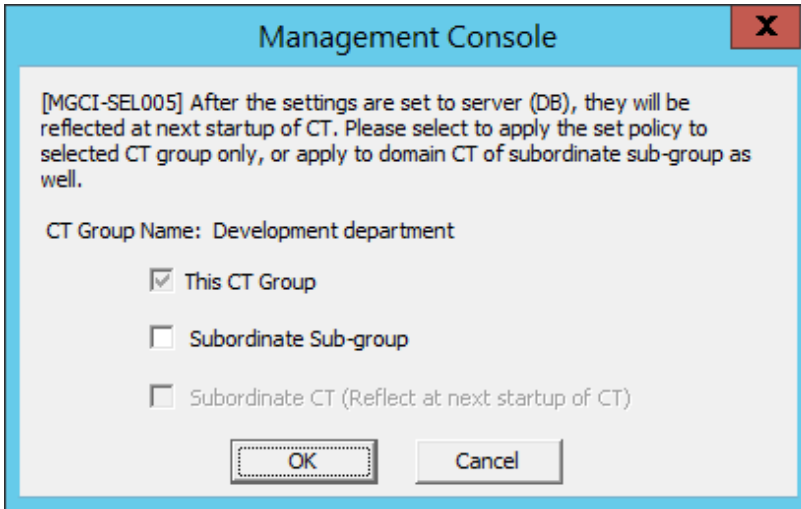 Management Console
[MGCI-SEL005] After the settings are set to server (DB), they will be
reflected at next startup of CT. Please select to apply the set policy to
selected CT group only, or apply to domain CT of subordinate sub-group as
well.
CT Group Name: Development department
This CT Group
Subordinate Sub-group
Subordinate CT (Reflect at next startup of CT)
OK Cancel